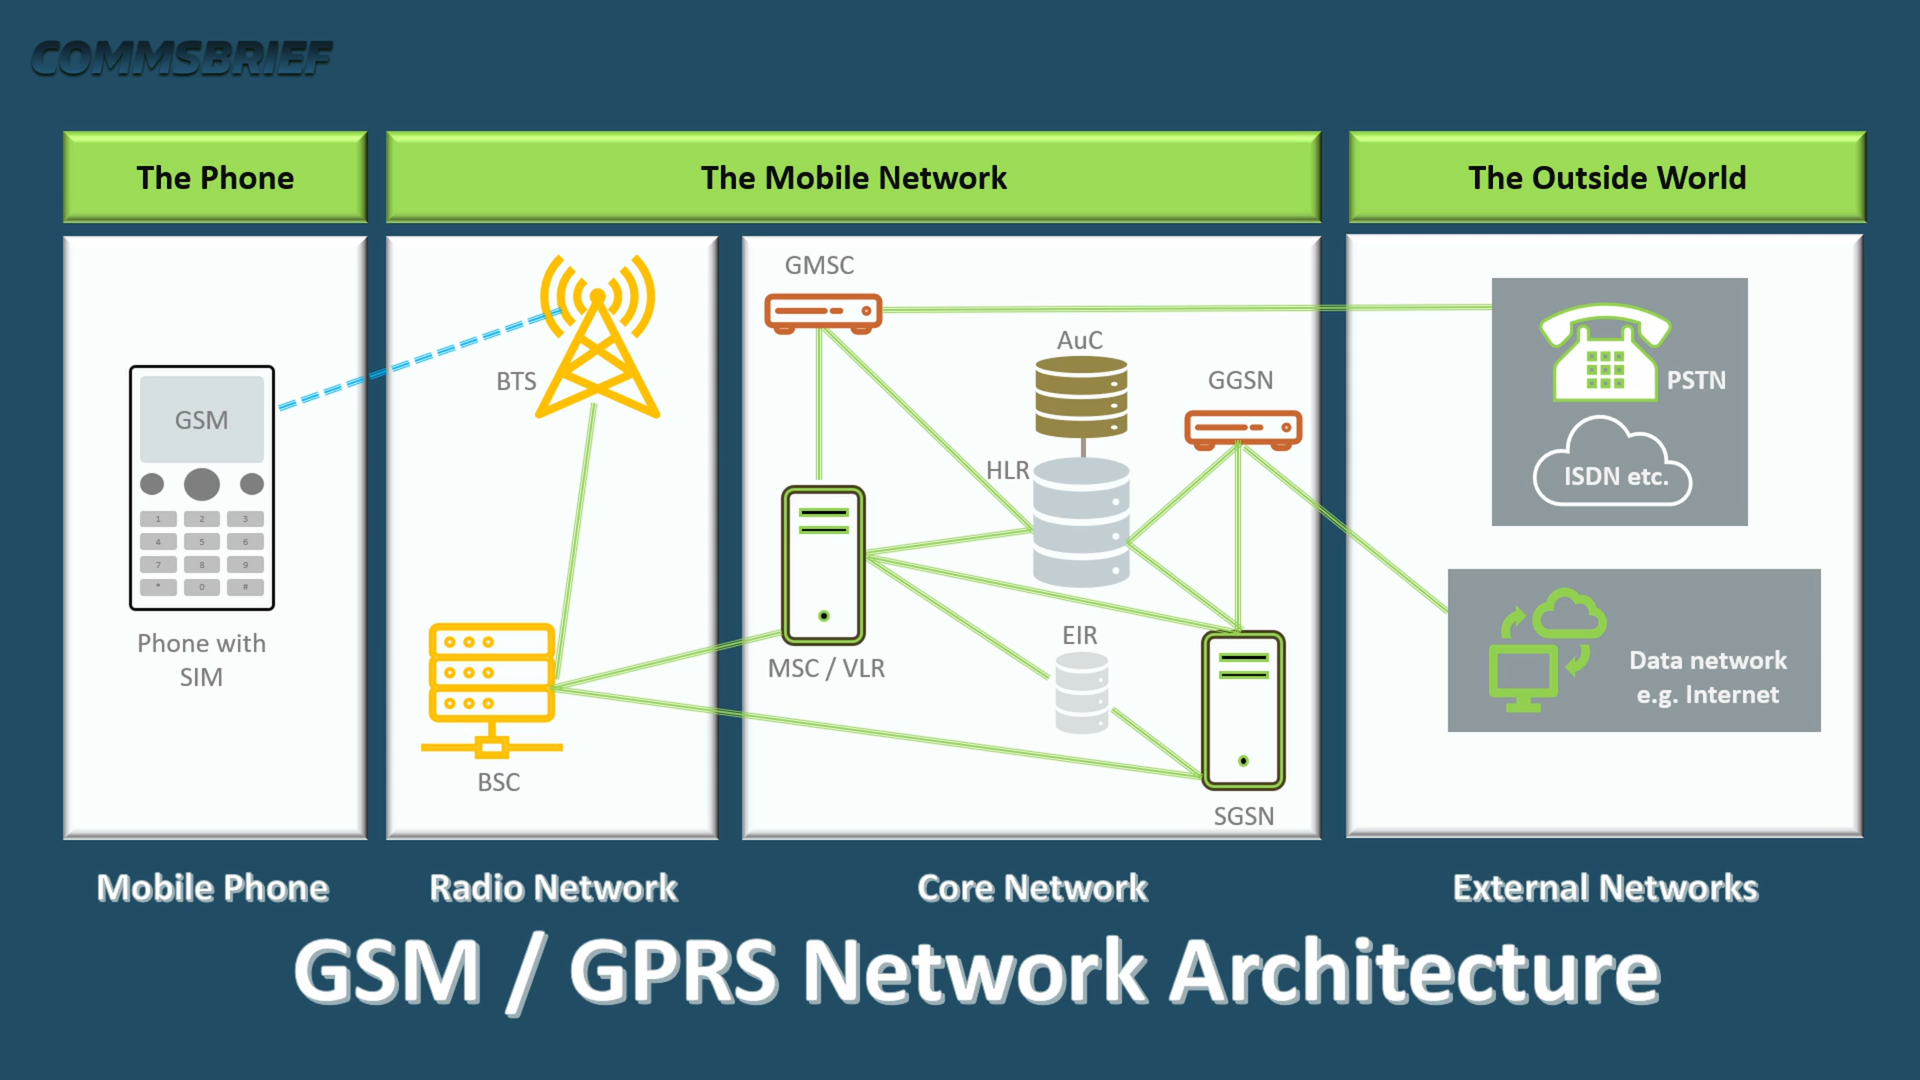 COMMSBRIEF
The Phone
The Mobile Network
The Outside World
GSM
1 2 3
4 5 6
7 8 9
* 0 #
Phone with
SIM
BTS
BSC
GMSC
AuC
HLR
GGSN
MSC / VLR
EIR
SGSN
PSTN
ISDN etc.
Data network
e.g. Internet
Mobile Phone
Radio Network
Core Network
External Networks
GSM / GPRS Network Architecture